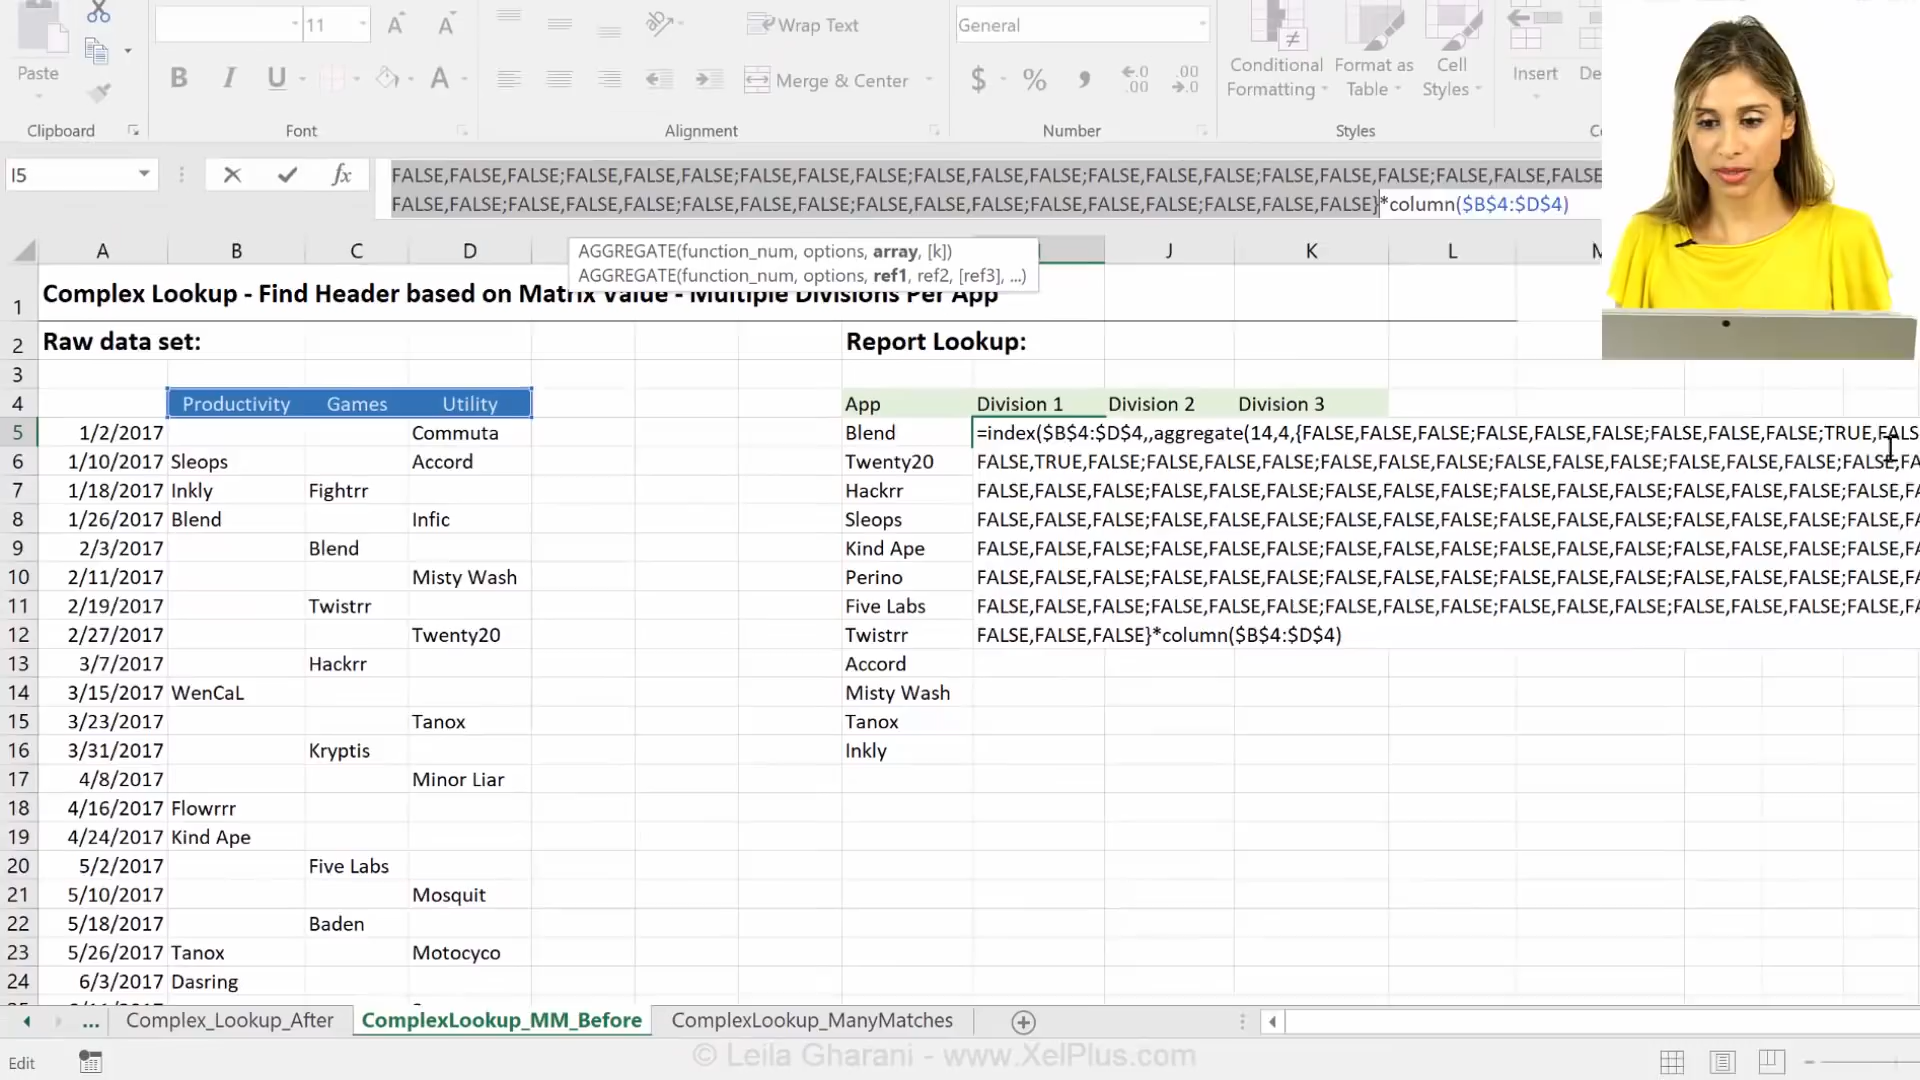 11
Wrap Text
General
Paste
B I U
A
Merge & Center
$ % ,
Conditional Formatting
Format as Table
Cell Styles
Insert
Clipboard
Font
Alignment
Number
Styles
I5
fx
FALSE,FALSE,FALSE;FALSE,FALSE,FALSE;FALSE,FALSE,FALSE;FALSE,FALSE,FALSE;FALSE,FALSE,FALSE;FALSE,FALSE,FALSE;FALSE,FALSE,FALSE
FALSE,FALSE,FALSE;FALSE,FALSE,FALSE;FALSE,FALSE,FALSE;FALSE,FALSE,FALSE;FALSE,FALSE,FALSE;FALSE,FALSE,FALSE}*column($B$4:$D$4)
A B C D J K L
AGGREGATE(function_num, options, array, [k])
AGGREGATE(function_num, options, ref1, ref2, [ref3], ...)
1 Complex Lookup - Find Header based on Matrix Value - Multiple Divisions Per App
2 Raw data set: Report Lookup:
3
4 Productivity Games Utility App Division 1 Division 2 Division 3
5 1/2/2017 Commuta Blend =index($B$4:$D$4,,aggregate(14,4,{FALSE,FALSE,FALSE;FALSE,FALSE,FALSE;FALSE,FALSE,FALSE;TRUE,FALS
6 1/10/2017 Sleops Accord Twenty20 FALSE,TRUE,FALSE;FALSE,FALSE,FALSE;FALSE,FALSE,FALSE;FALSE,FALSE,FALSE;FALSE,FALSE,FALSE;FALSE,FA
7 1/18/2017 Inkly Fightrr Hackrr FALSE,FALSE,FALSE;FALSE,FALSE,FALSE;FALSE,FALSE,FALSE;FALSE,FALSE,FALSE;FALSE,FALSE,FALSE;FALSE,FA
8 1/26/2017 Blend Infic Sleops FALSE,FALSE,FALSE;FALSE,FALSE,FALSE;FALSE,FALSE,FALSE;FALSE,FALSE,FALSE;FALSE,FALSE,FALSE;FALSE,FA
9 2/3/2017 Blend Kind Ape FALSE,FALSE,FALSE;FALSE,FALSE,FALSE;FALSE,FALSE,FALSE;FALSE,FALSE,FALSE;FALSE,FALSE,FALSE;FALSE,FA
10 2/11/2017 Misty Wash Perino FALSE,FALSE,FALSE;FALSE,FALSE,FALSE;FALSE,FALSE,FALSE;FALSE,FALSE,FALSE;FALSE,FALSE,FALSE;FALSE,FA
11 2/19/2017 Twistrr Five Labs FALSE,FALSE,FALSE;FALSE,FALSE,FALSE;FALSE,FALSE,FALSE;FALSE,FALSE,FALSE;FALSE,FALSE,FALSE;FALSE,FA
12 2/27/2017 Twenty20 Twistrr FALSE,FALSE,FALSE}*column($B$4:$D$4)
13 3/7/2017 Hackrr Accord
14 3/15/2017 WenCaL Misty Wash
15 3/23/2017 Tanox Tanox
16 3/31/2017 Kryptis Inkly
17 4/8/2017 Minor Liar
18 4/16/2017 Flowrrr
19 4/24/2017 Kind Ape
20 5/2/2017 Five Labs
21 5/10/2017 Mosquit
22 5/18/2017 Baden
23 5/26/2017 Tanox Motocyco
24 6/3/2017 Dasring
... Complex_Lookup_After ComplexLookup_MM_Before ComplexLookup_ManyMatches
Edit
© Leila Gharani - www.XelPlus.com